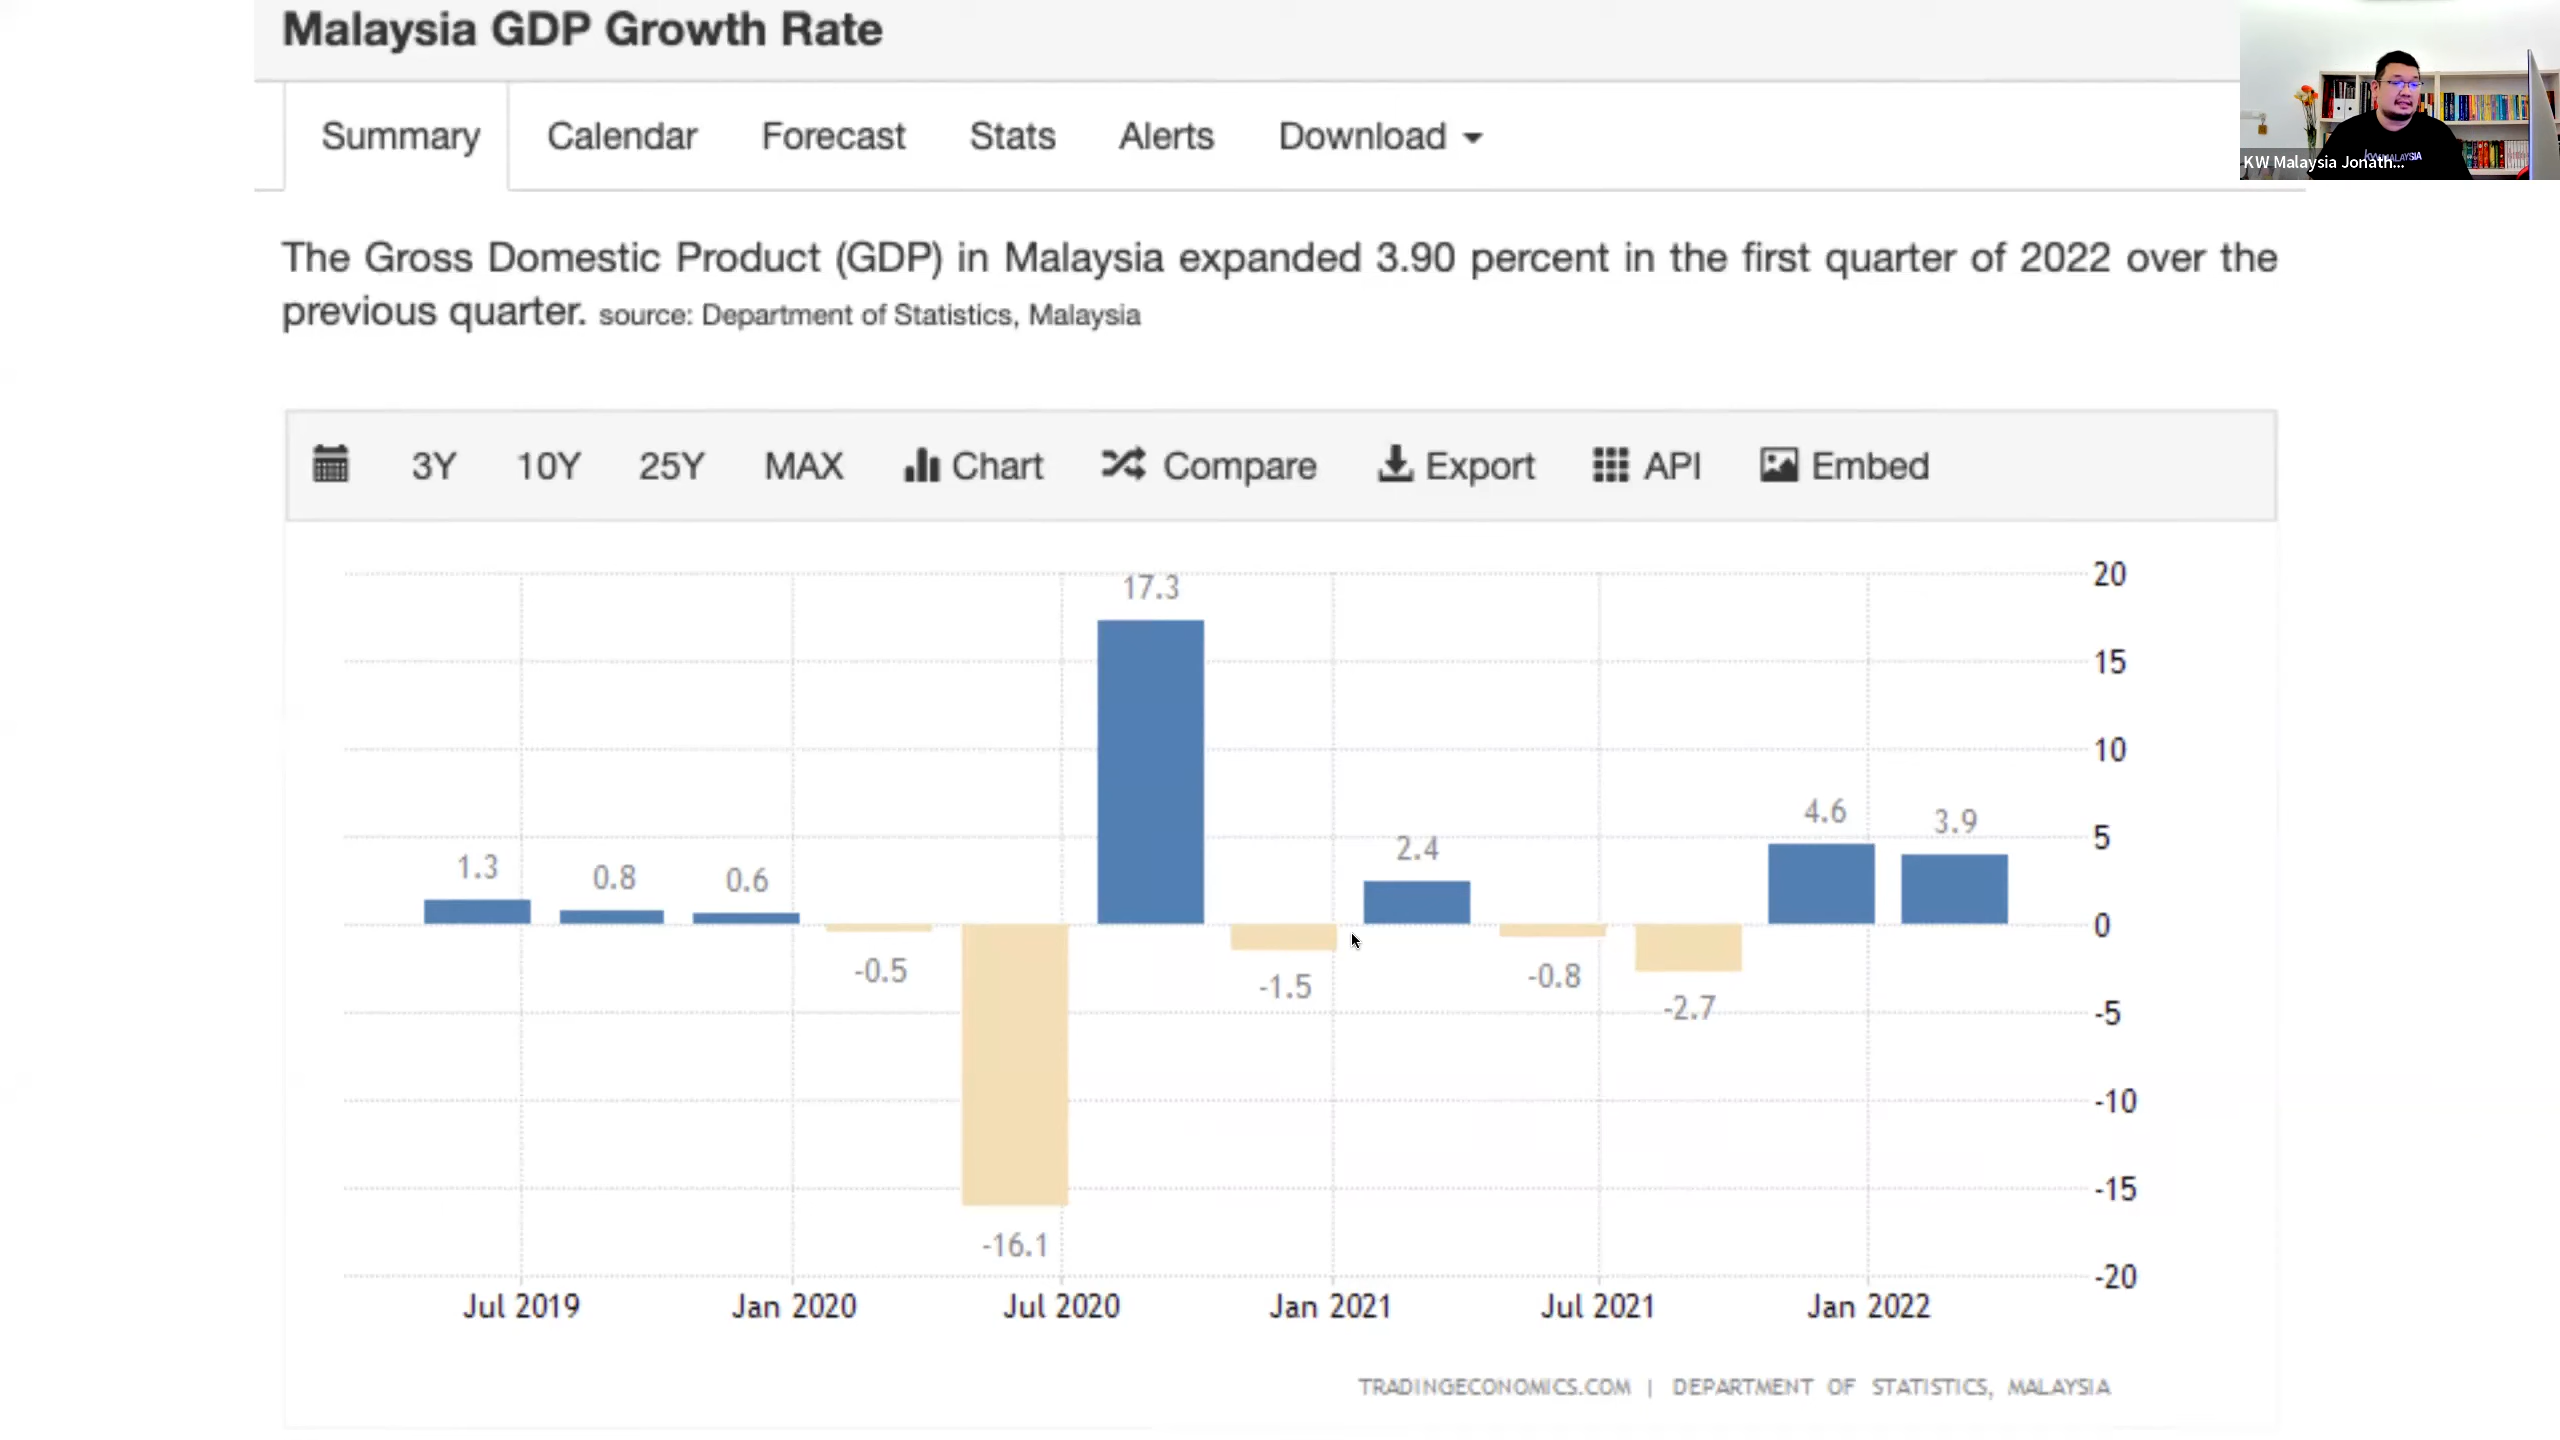 Malaysia GDP Growth Rate
Summary Calendar Forecast Stats Alerts Download
KW Malaysia Jonath...
The Gross Domestic Product (GDP) in Malaysia expanded 3.90 percent in the first quarter of 2022 over the
previous quarter. source: Department of Statistics, Malaysia
3Y 10Y 25Y MAX Chart Compare Export API Embed
20
17.3
15
10
4.6
3.9
5
2.4
1.3
0.8
0.6
0
-0.5
-0.8
-1.5
-2.7
-5
-10
-15
-16.1
-20
Jul 2019 Jan 2020 Jul 2020 Jan 2021 Jul 2021 Jan 2022
TRADINGECONOMICS.COM | DEPARTMENT OF STATISTICS, MALAYSIA